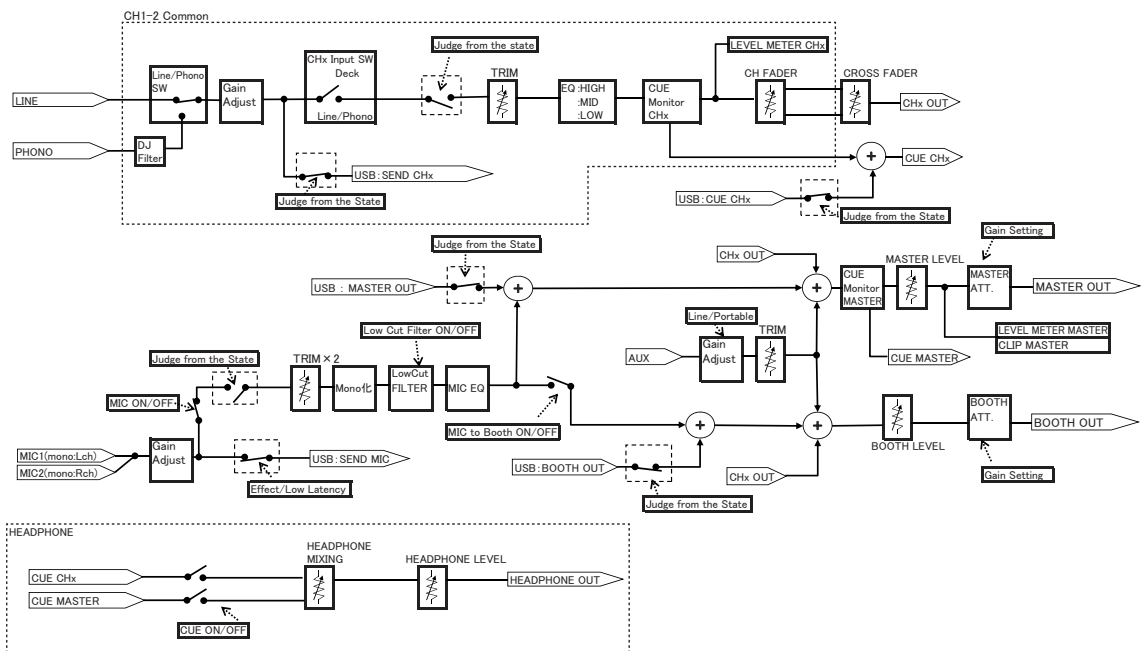 CH1-2 Common
Judge from the state
LEVEL METER CHx
Line/Phono
SW
Gain
Adjust
CHx Input SW
Deck
Line/Phono
TRIM
EQ :HIGH
:MID
:LOW
CUE
Monitor
CHx
CH FADER
CROSS FADER
LINE
CHx OUT
PHONO
DJ
Filter
USB:SEND CHx
Judge from the State
CUE CHx
USB:CUE CHx
Judge from the State
Gain Setting
Judge from the State
CHx OUT
MASTER LEVEL
USB : MASTER OUT
CUE
Monitor
MASTER
MASTER
ATT.
MASTER OUT
Low Cut Filter ON/OFF
Line/Portable
TRIM
LEVEL METER MASTER
CLIP MASTER
Judge from the State
TRIM×2
AUX
Gain
Adjust
CUE MASTER
Mono化
LowCut
FILTER
MIC EQ
MIC ON/OFF
MIC to Booth ON/OFF
BOOTH
ATT.
BOOTH OUT
BOOTH LEVEL
MIC1(mono:Lch)
MIC2(mono:Rch)
Gain
Adjust
USB:SEND MIC
Effect/Low Latency
USB:BOOTH OUT
CHx OUT
Gain Setting
Judge from the State
HEADPHONE
HEADPHONE
MIXING
HEADPHONE LEVEL
CUE CHx
HEADPHONE OUT
CUE MASTER
CUE ON/OFF